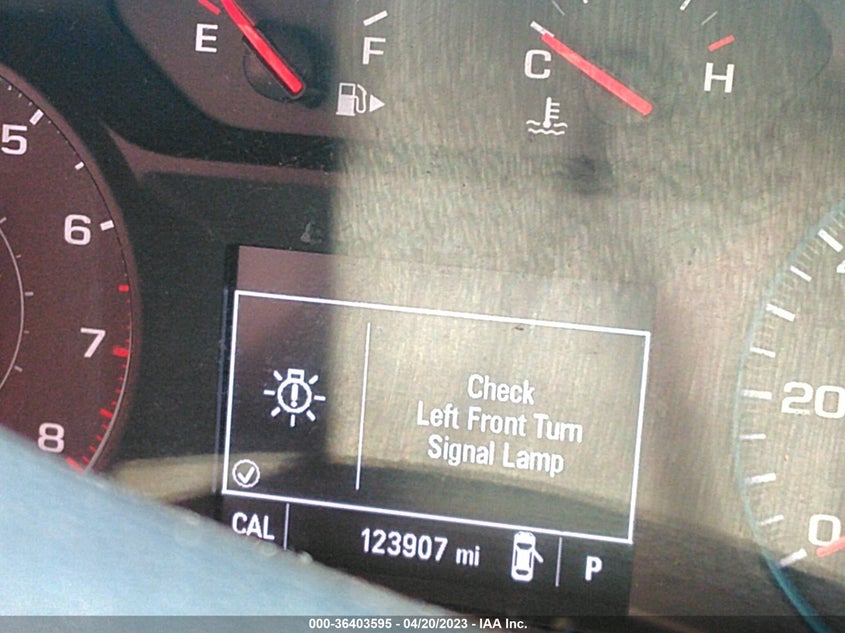 E
F
C
H
5
6
7
8
20
0
Check
Left Front Turn
Signal Lamp
CAL
123907 mi
P
000-36403595 - 04/20/2023 - IAA Inc.